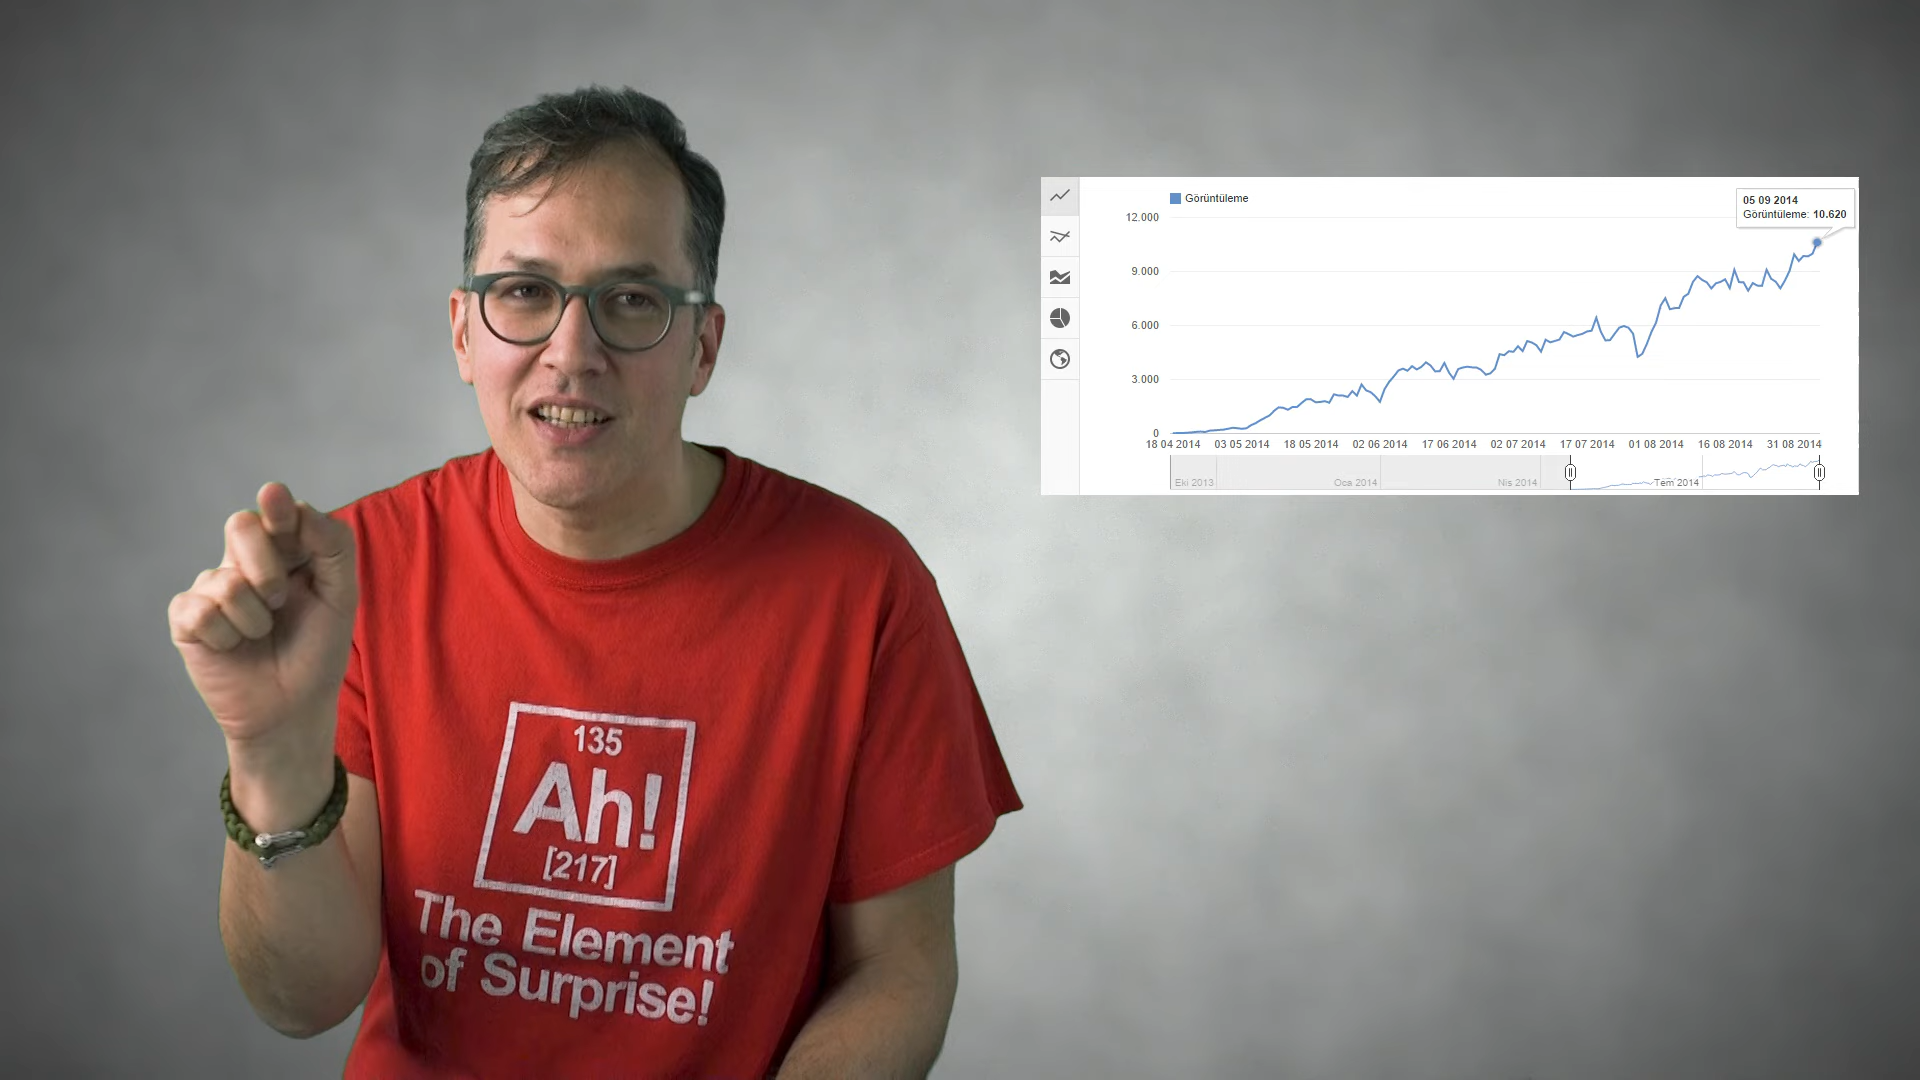 135
Ah!
[217]
The Element
of Surprise!
Görüntüleme
05 09 2014
Görüntüleme: 10.620
12.000
9.000
6.000
3.000
0
18 04 2014 03 05 2014 18 05 2014 02 06 2014 17 06 2014 02 07 2014 17 07 2014 01 08 2014 16 08 2014 31 08 2014
Eki 2013 Oca 2014 Nis 2014 Tem 2014